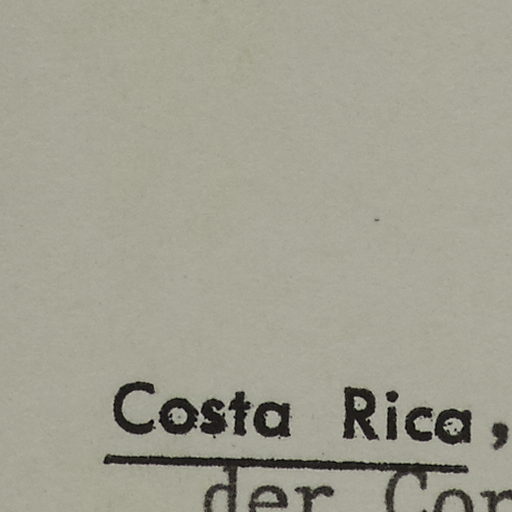 Costa Rica,
der